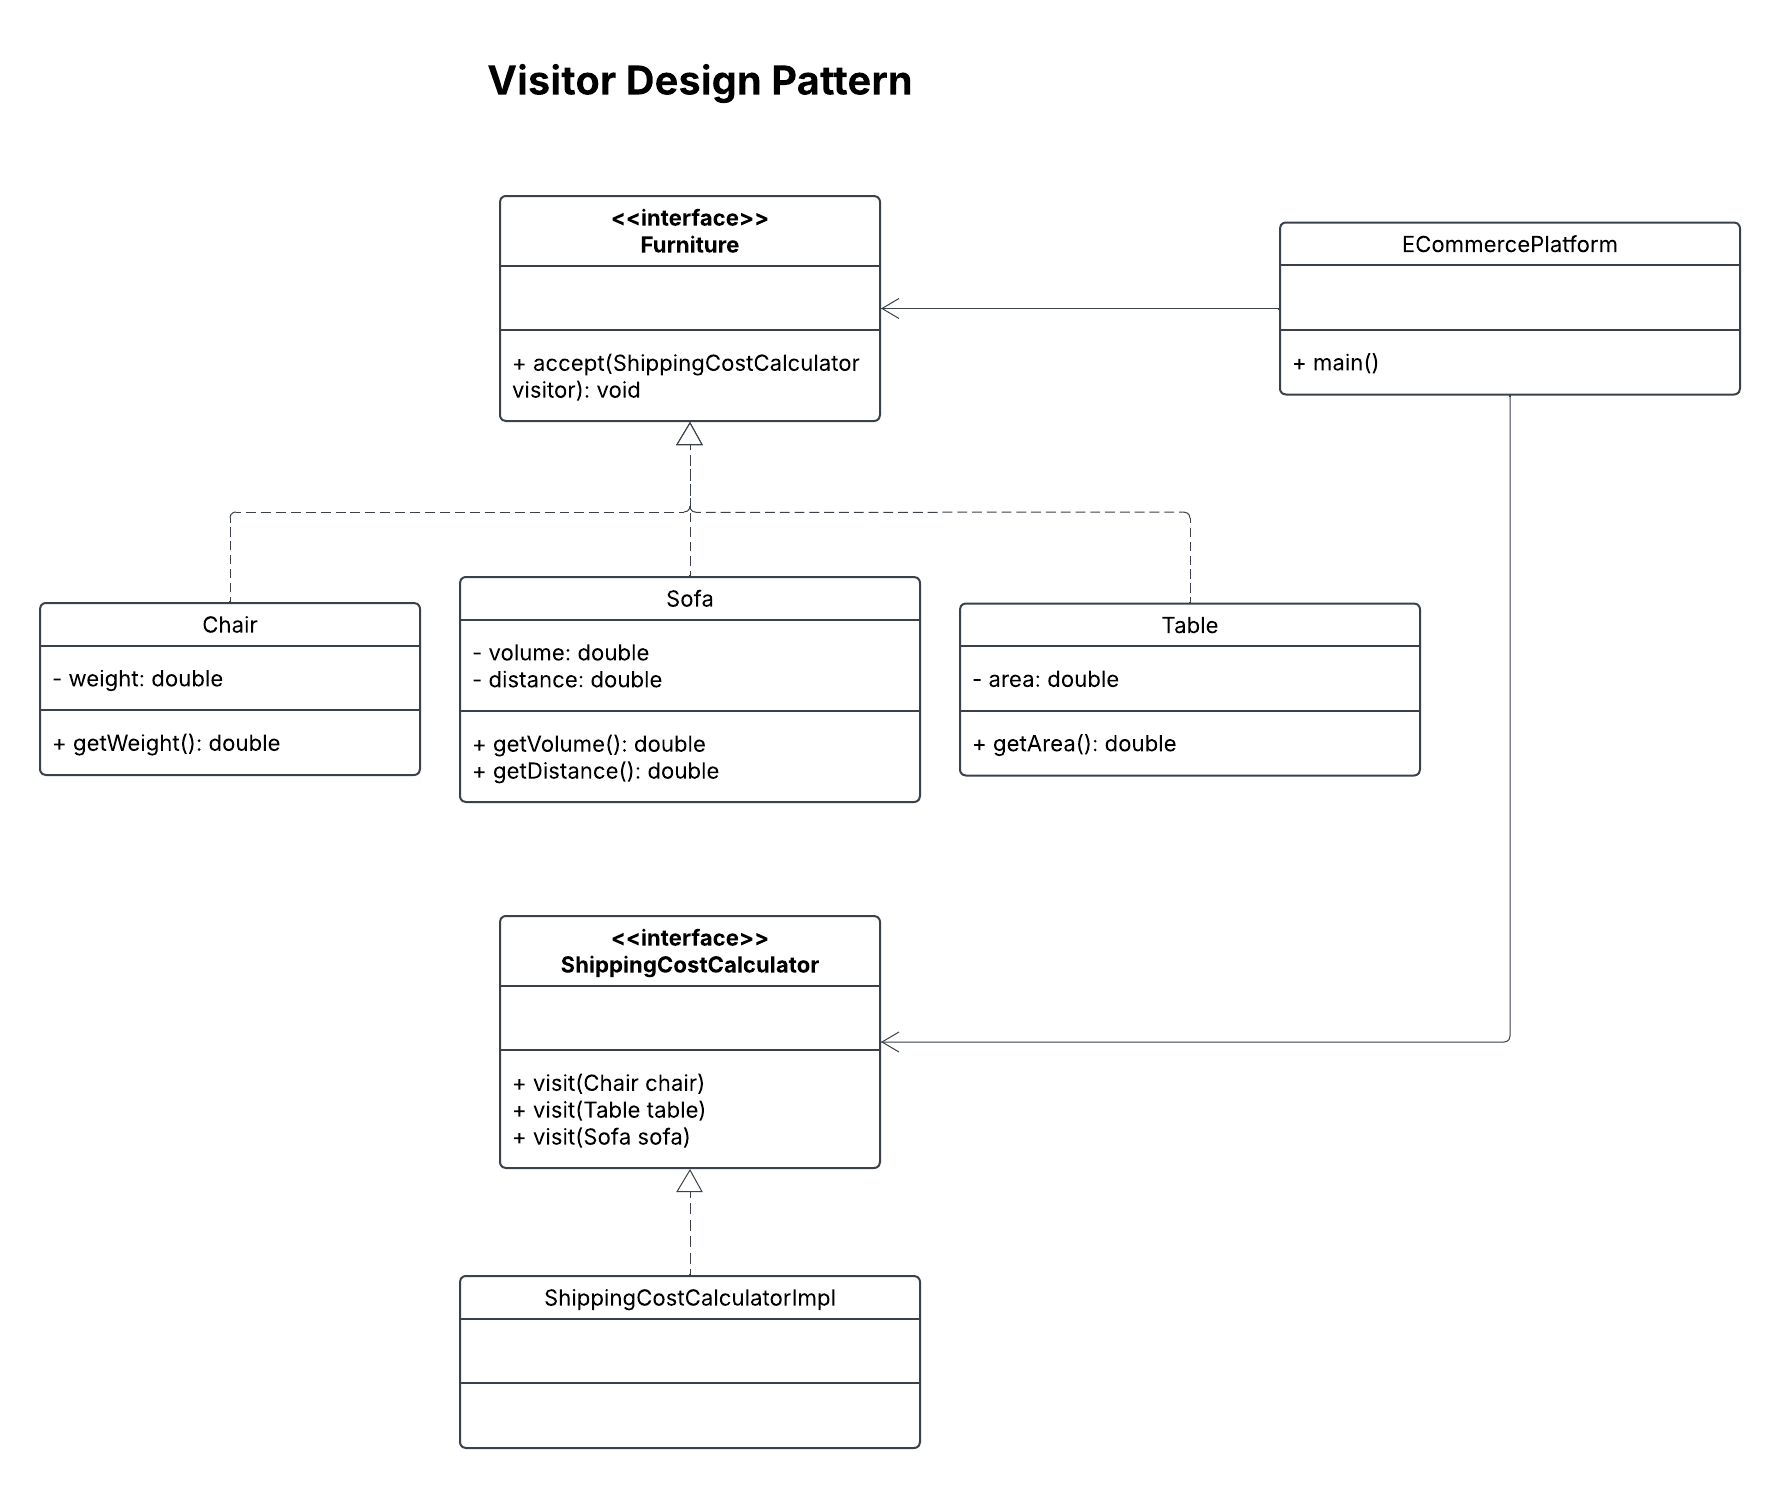 Visitor Design Pattern
<<interface>>
Furniture
+ accept(ShippingCostCalculator
visitor): void
ECommercePlatform
+ main()
Chair
- weight: double
+ getWeight(): double
Sofa
- volume: double
- distance: double
+ getVolume(): double
+ getDistance(): double
Table
- area: double
+ getArea(): double
<<interface>>
ShippingCostCalculator
+ visit(Chair chair)
+ visit(Table table)
+ visit(Sofa sofa)
ShippingCostCalculatorImpl